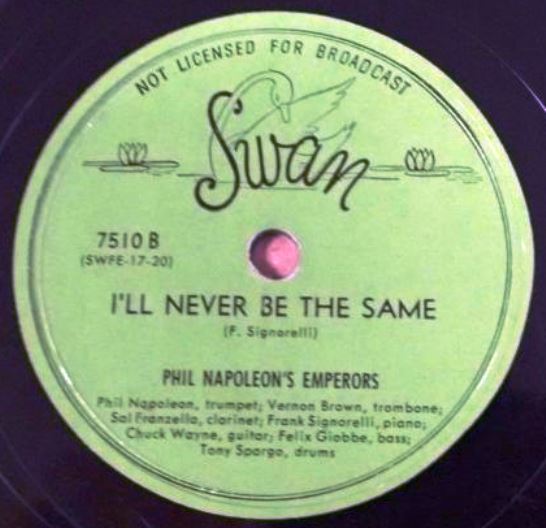 NOT LICENSED FOR BROADCAST
Swan
7510 B
(SWFE-17-20)
I'LL NEVER BE THE SAME
(F. Signorelli)
PHIL NAPOLEON'S EMPERORS
Phil Napoleon, trumpet; Vernon Brown, trombone;
Sal Franzella, clarinet; Frank Signorelli, piano;
Chuck Wayne, guitar; Felix Giobbe, bass;
Tony Spargo, drums